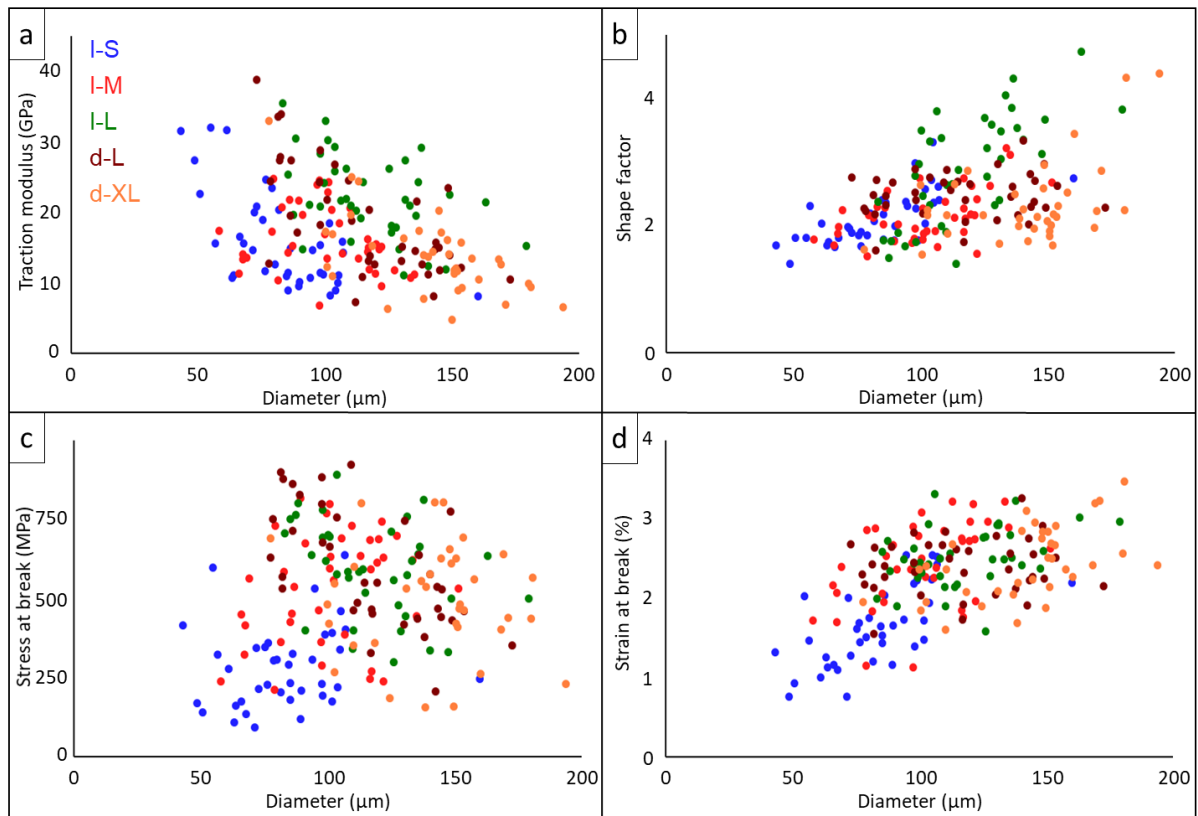 a
l-S
l-M
l-L
d-L
d-XL
Traction modulus (GPa)
40
30
20
10
0
0
50
100
150
200
Diameter (µm)
b
Shape factor
4
2
0
50
100
150
200
Diameter (µm)
c
Stress at break (MPa)
750
500
250
0
0
50
100
150
200
Diameter (µm)
d
Strain at break (%)
4
3
2
1
0
0
50
100
150
200
Diameter (µm)